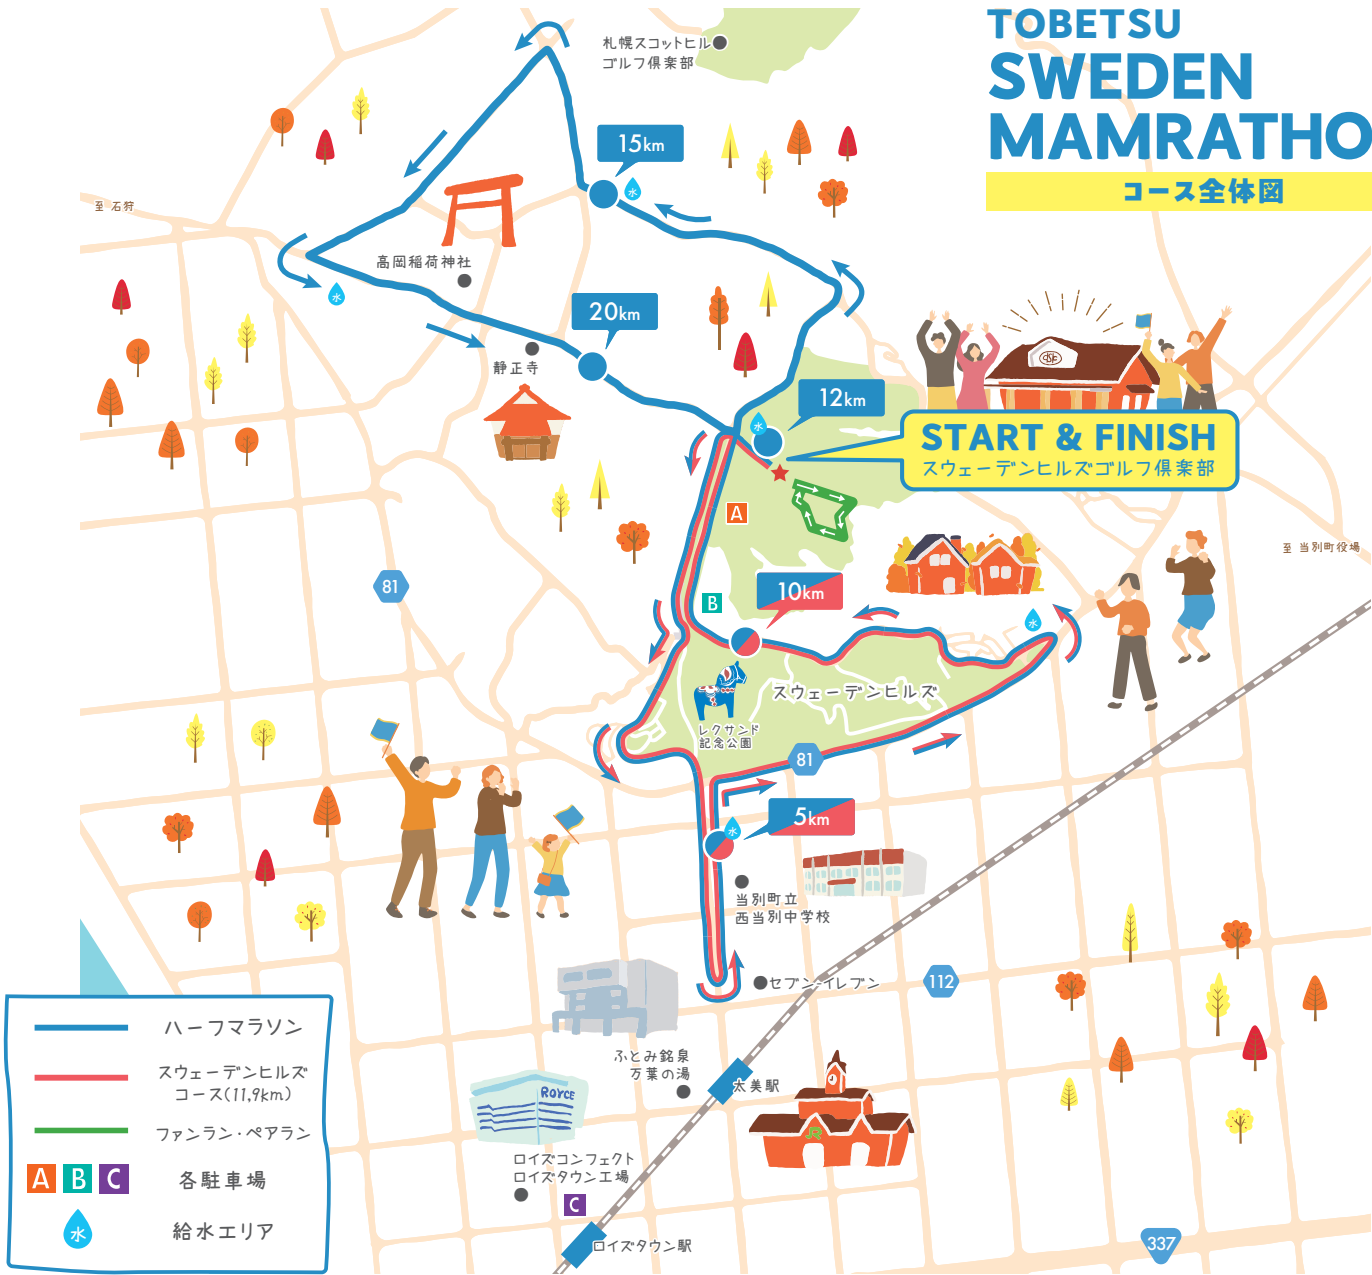 TOBETSU
SWEDEN
MAMRATHO
コース全体図
札幌スコットヒル
ゴルフ倶楽部
15km
至 石狩
高岡稲荷神社
20km
静正寺
12km
START & FINISH
スウェーデンヒルズゴルフ倶楽部
A
至 当別町役場
81
B
10km
スウェーデンヒルズ
レクサンド
記念公園
81
5km
当別町立
西当別中学校
セブン-イレブン
112
ふとみ銘泉
万葉の湯
太美駅
ROYCE
JR
ロイズコンフェクト
ロイズタウン工場
C
ロイズタウン駅
337
水
水
水
水
水
ハーフマラソン
スウェーデンヒルズ
コース(11.9km)
ファンラン・ペアラン
A B C 各駐車場
水 給水エリア